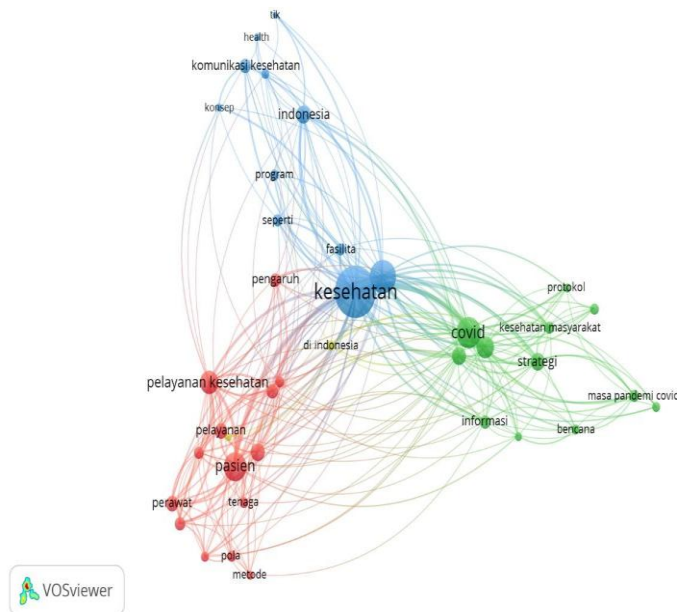 tik
health
komunikasi kesehatan
konsep
indonesia
program
seperti
fasilita
pengaruh
kesehatan
protokol
covid
kesehatan masyarakat
di indonesia
strategi
pelayanan kesehatan
masa pandemi covid
informasi
bencana
pelayanan
pasien
perawat
tenaga
pola
metode
VOSviewer